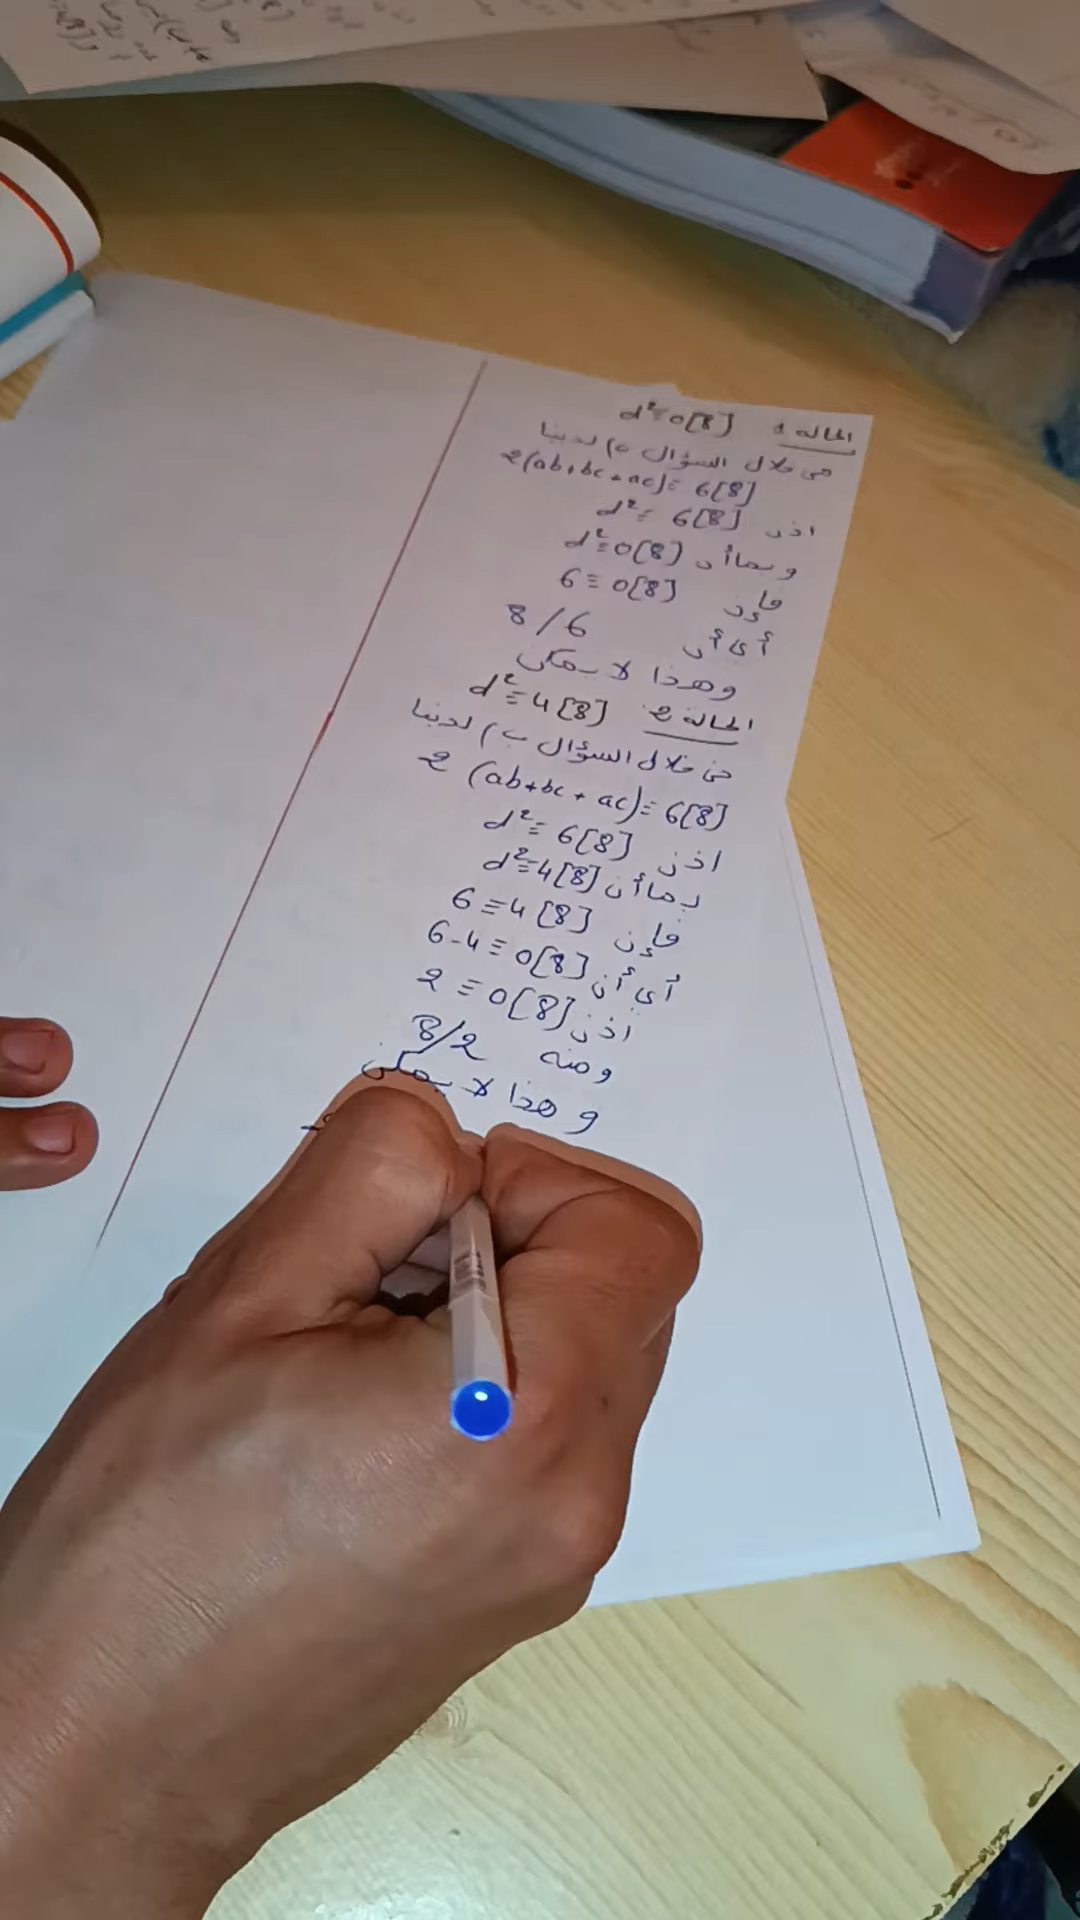 الحالة 1 d²≡0[8]
من خلال السؤال ب) لدينا
2(ab+bc+ac)≡ 6[8]
اذن d²≡ 6[8]
و بما أن d²≡0[8]
فإن 6≡0[8]
أي أن 8/6
وهذا لا يمكن
الحالة 2 d²≡4[8]
من خلال السؤال ب) لدينا
2 (ab+bc+ac)≡6[8]
اذن d²≡6[8]
بما أن d²≡4[8]
فإن 6≡4[8]
أي أن 6-4≡0[8]
اذن 2≡0[8]
ومنه 8/2
و هذا لا يمكن